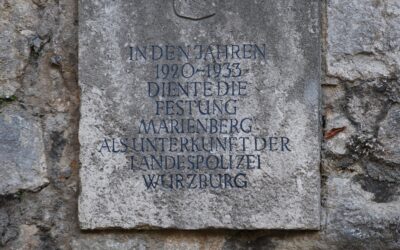 IN DEN JAHREN
1920-1933
DIENTE DIE
FESTUNG
MARIENBERG
ALS UNTERKUNFT DER
LANDESPOLIZEI
WÜRZBURG